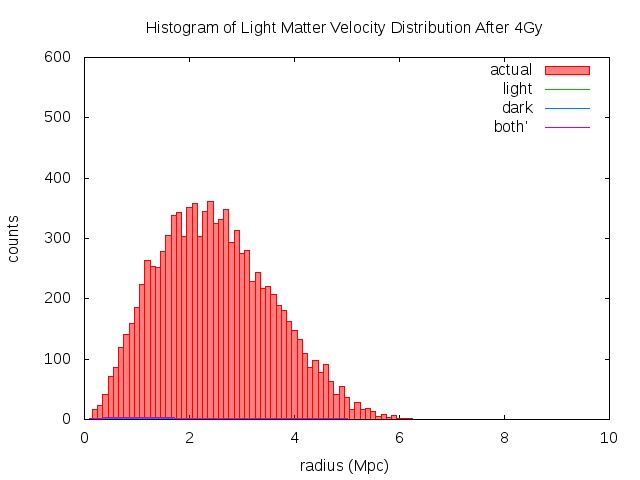 Histogram of Light Matter Velocity Distribution After 4Gy
600
500
400
300
200
100
0
counts
actual
light
dark
both'
0 2 4 6 8 10
radius (Mpc)